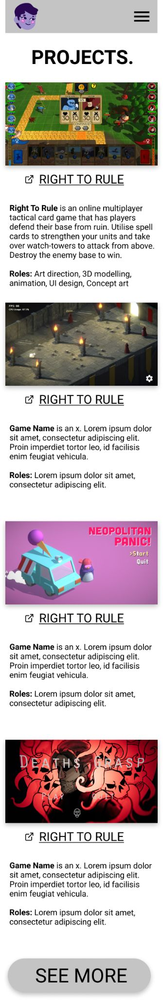 PROJECTS.
VS
30 10 30 10
CONTINUE?
RIGHT TO RULE
Right To Rule is an online multiplayer
tactical card game that has players
defend their base from ruin. Utilise spell
cards to strengthen your units and take
over watch-towers to attack from above.
Destroy the enemy base to win.
Roles: Art direction, 3D modelling,
animation, UI design, Concept art
FPS: 66
CPU Usage: 87.5%
RIGHT TO RULE
Game Name is an x. Lorem ipsum dolor
sit amet, consectetur adipiscing elit.
Proin imperdiet tortor leo, id facilisis
enim feugiat vehicula.
Roles: Lorem ipsum dolor sit amet,
consectetur adipiscing elit.
NEOPOLITAN
PANIC!
>Start
Quit
RIGHT TO RULE
Game Name is an x. Lorem ipsum dolor
sit amet, consectetur adipiscing elit.
Proin imperdiet tortor leo, id facilisis
enim feugiat vehicula.
Roles: Lorem ipsum dolor sit amet,
consectetur adipiscing elit.
DEATHS GRASP
PLAY QUIT
RIGHT TO RULE
Game Name is an x. Lorem ipsum dolor
sit amet, consectetur adipiscing elit.
Proin imperdiet tortor leo, id facilisis
enim feugiat vehicula.
Roles: Lorem ipsum dolor sit amet,
consectetur adipiscing elit.
SEE MORE